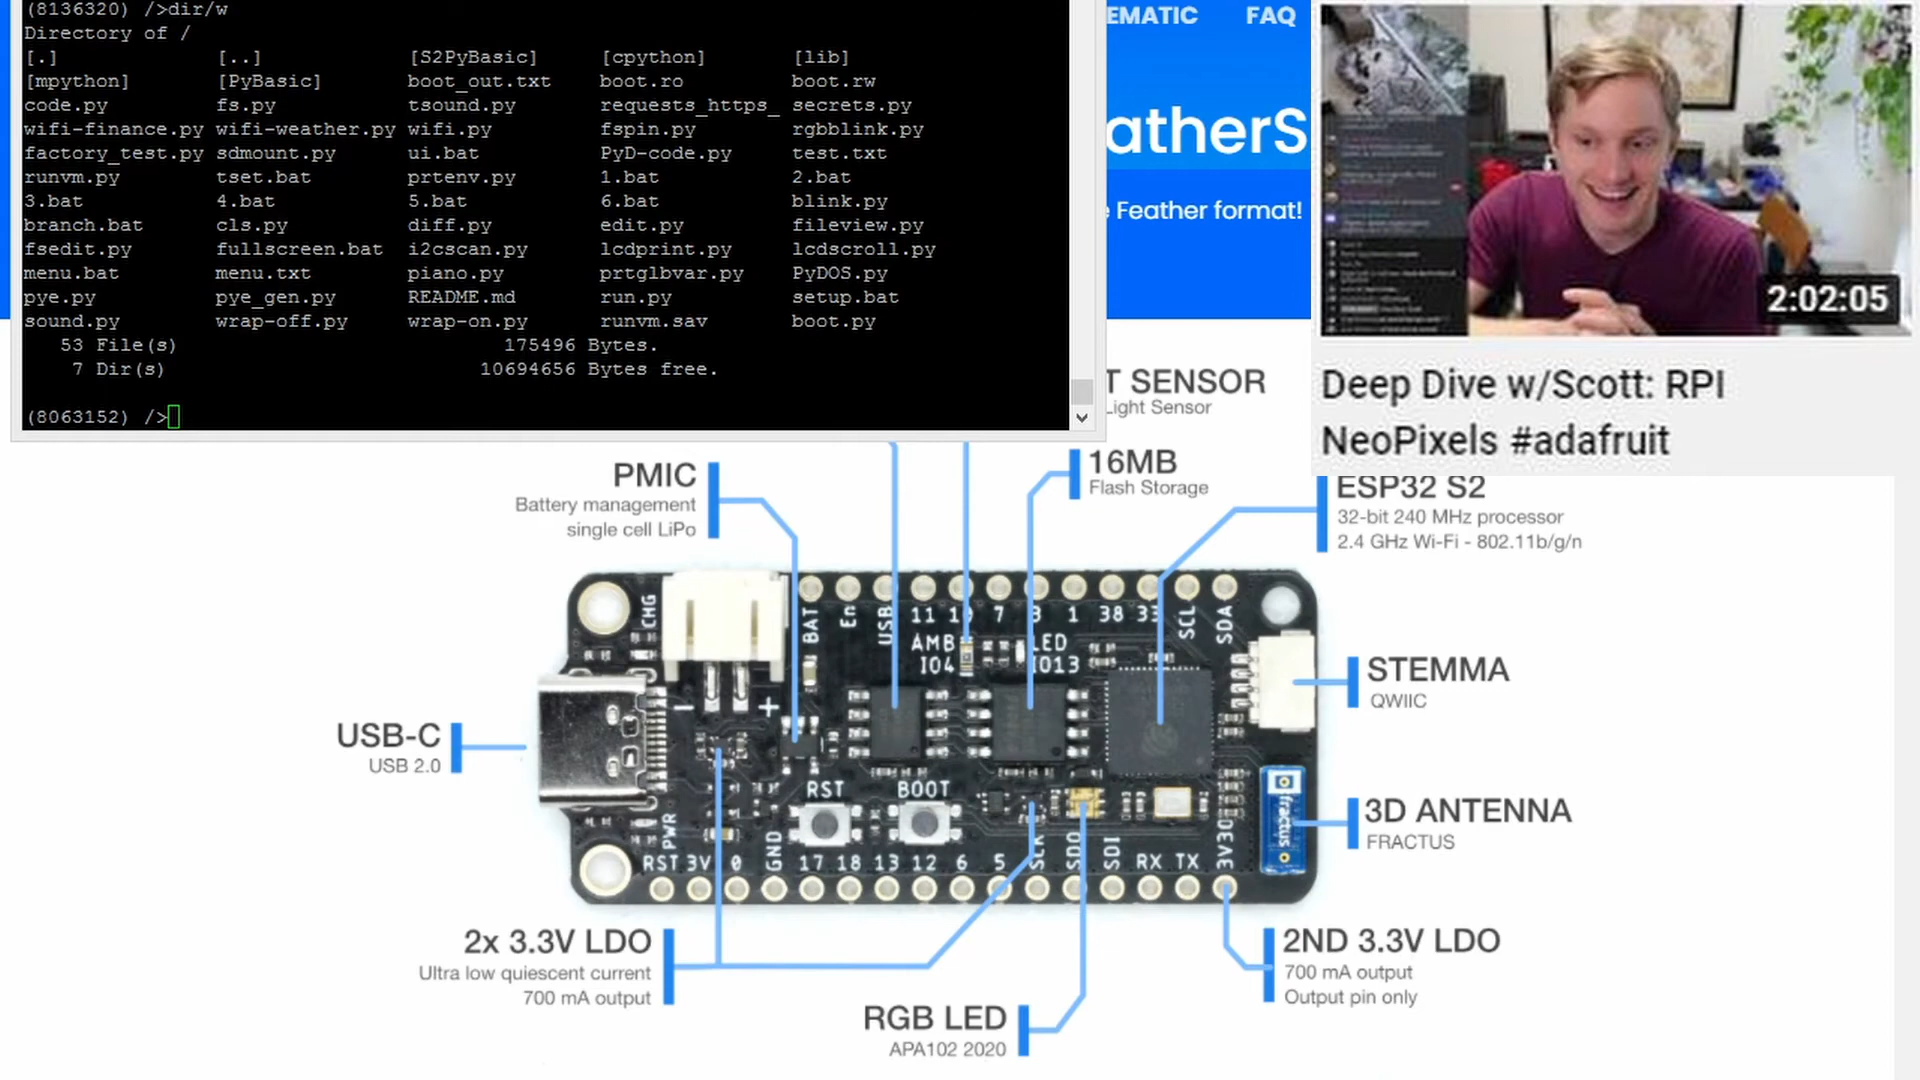 (8136320) />dir/w
Directory of /
[.] [..] [S2PyBasic] [cpython] [lib]
[mpython] [PyBasic] boot_out.txt boot.ro boot.rw
code.py fs.py tsound.py requests_https_ secrets.py
wifi-finance.py wifi-weather.py wifi.py fspin.py rgbblink.py
factory_test.py sdmount.py ui.bat PyD-code.py test.txt
runvm.py tset.bat prtenv.py 1.bat 2.bat
3.bat 4.bat 5.bat 6.bat blink.py
branch.bat cls.py diff.py edit.py fileview.py
fsedit.py fullscreen.bat i2cscan.py lcdprint.py lcdscroll.py
menu.bat menu.txt piano.py prtglbvar.py PyDOS.py
pye.py pye_gen.py README.md run.py setup.bat
sound.py wrap-off.py wrap-on.py runvm.sav boot.py
53 File(s) 175496 Bytes.
7 Dir(s) 10694656 Bytes free.
(8063152) />
EMATIC FAQ
atherS
Feather format!
2:02:05
Deep Dive w/Scott: RPI
NeoPixels #adafruit
T SENSOR
Light Sensor
PMIC
Battery management
single cell LiPo
16MB
Flash Storage
ESP32 S2
32-bit 240 MHz processor
2.4 GHz Wi-Fi - 802.11b/g/n
CHG
BAT En USB 11 10 7 3 1 38 33 SCL SDA
AMB
IO4
LED
IO13
STEMMA
QWIIC
- +
USB-C
USB 2.0
RST BOOT
fractus
3D ANTENNA
FRACTUS
PWR
RST 3V 0 GND 17 18 13 12 6 5 SCK SDO SDI RX TX 3V3O
2x 3.3V LDO
Ultra low quiescent current
700 mA output
2ND 3.3V LDO
700 mA output
Output pin only
RGB LED
APA102 2020